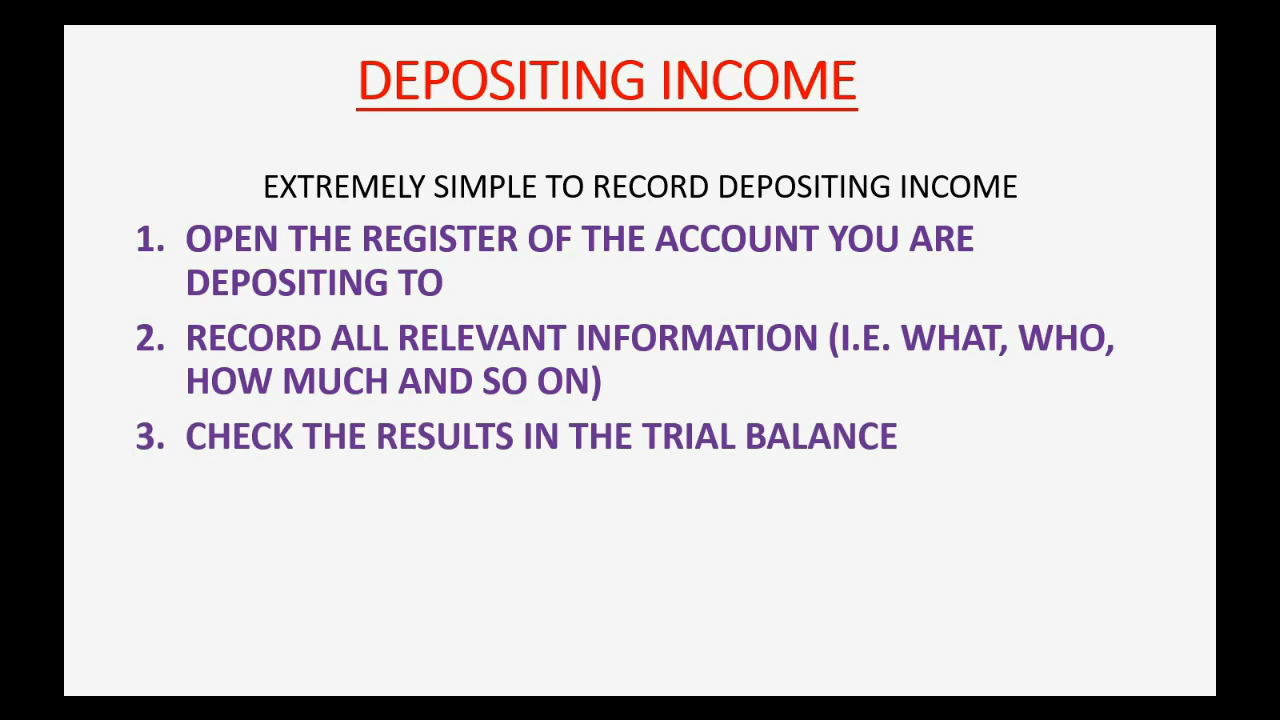 DEPOSITING INCOME
EXTREMELY SIMPLE TO RECORD DEPOSITING INCOME
1. OPEN THE REGISTER OF THE ACCOUNT YOU ARE
DEPOSITING TO
2. RECORD ALL RELEVANT INFORMATION (I.E. WHAT, WHO,
HOW MUCH AND SO ON)
3. CHECK THE RESULTS IN THE TRIAL BALANCE